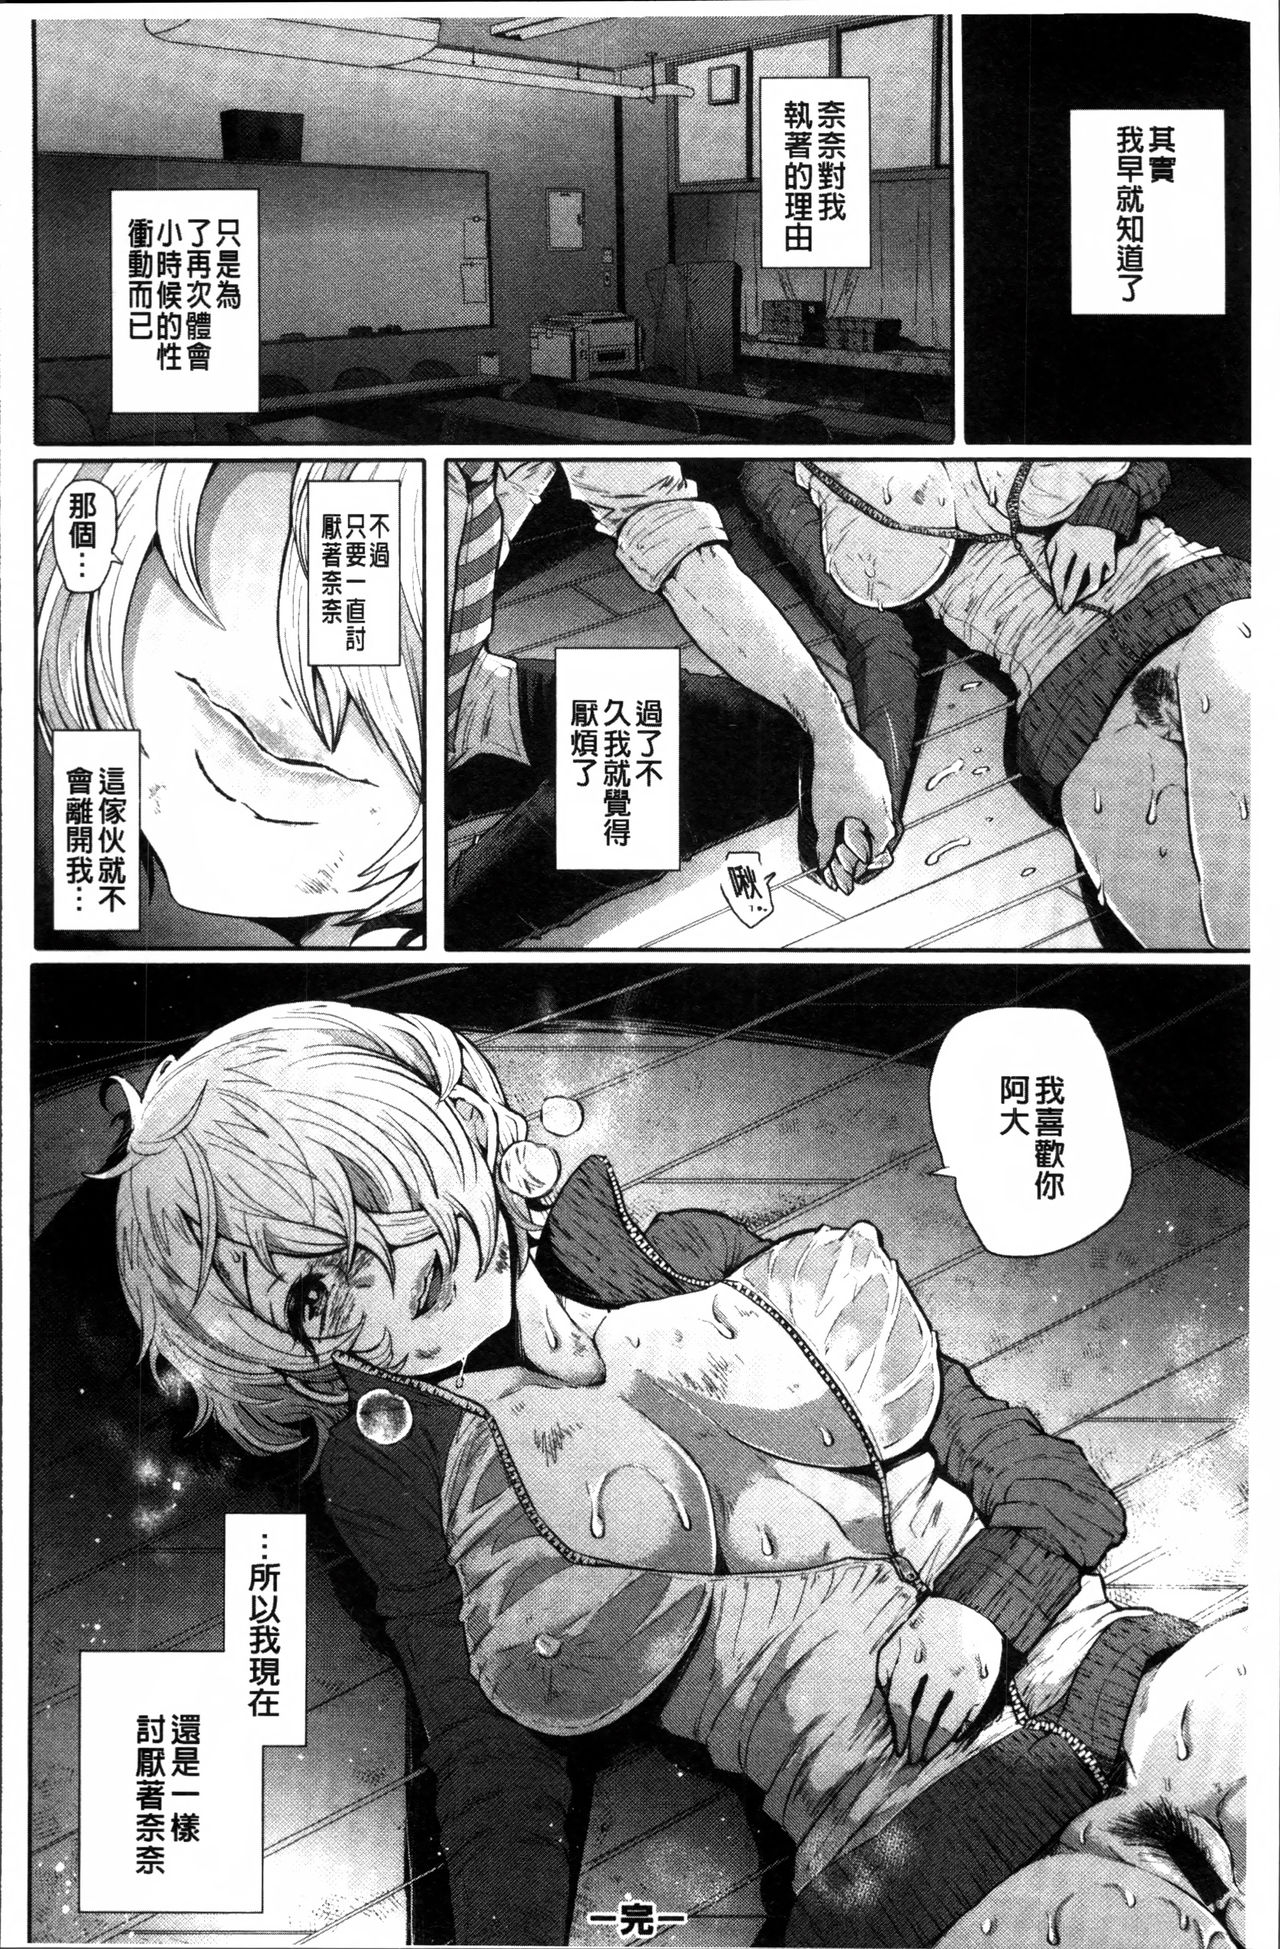 其實
我早就知道了
奈奈對我
執著的理由
只是為
了再次體會
小時候的性
衝動而已
過了不
久我就覺得
厭煩了
啾
不過
只要一直討
厭著奈奈
那個…
這傢伙就不
會離開我…
我喜歡你
阿大
…所以我現在
還是一樣
討厭著奈奈
—完—